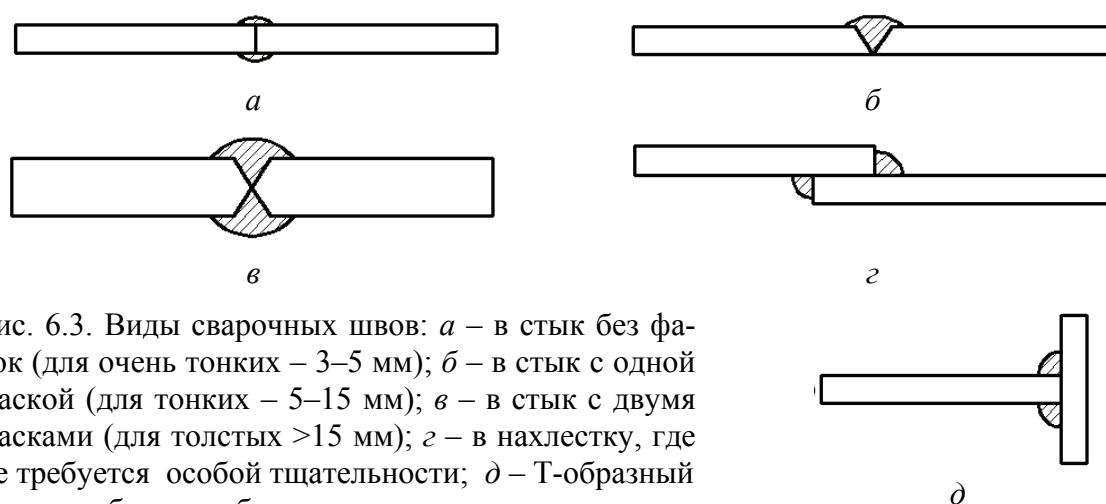 а
б
в
г
ис. 6.3. Виды сварочных швов: а – в стык без фа-
ок (для очень тонких – 3–5 мм); б – в стык с одной
аской (для тонких – 5–15 мм); в – в стык с двумя
асками (для толстых >15 мм); г – в нахлестку, где
е требуется особой тщательности; д – Т-образный
д